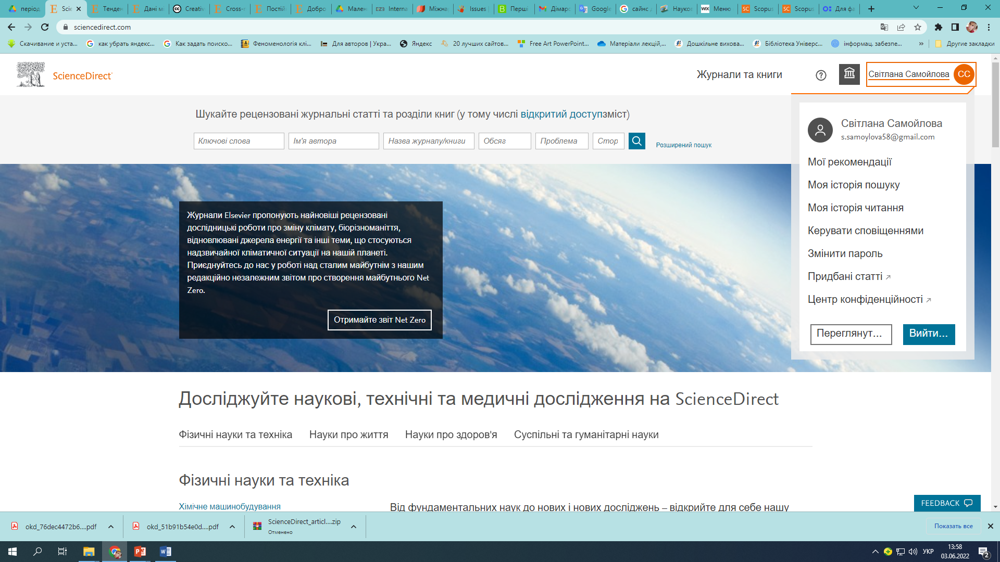 період
Scie
Тенден
Дані мі
Creativ
Cross-r
Постій
Добро
Мален
Interna
Міжна
Issues
Перші
Дімаро
Google
сайнс д
Науков
Меню
Scopus
Scopus
Для фа
sciencedirect.com
Скачивание и уста...
как убрать яндекс...
Как задать поиско...
Феноменологія клі...
Для авторов | Укра...
Яндекс
20 лучших сайтов...
Free Art PowerPoint...
Матеріали лекцій,...
Дошкільне вихова...
Бібліотека Універс...
інформац. забезпе...
»
Другие закладки
ScienceDirect
Журнали та книги
Світлана Самойлова
СС
Шукайте рецензовані журнальні статті та розділи книг (у тому числі відкритий доступзміст)
Ключові слова
Ім'я автора
Назва журналу/книги
Обсяг
Проблема
Стор
Розширений пошук
Світлана Самойлова
s.samoylova58@gmail.com
Мої рекомендації
Моя історія пошуку
Моя історія читання
Керувати сповіщеннями
Змінити пароль
Придбані статті
Центр конфіденційності
Переглянут...
Вийти...
Журнали Elsevier пропонують найновіші рецензовані
дослідницькі роботи про зміну клімату, біорізноманіття,
відновлювані джерела енергії та інші теми, що стосуються
надзвичайної кліматичної ситуації на нашій планеті.
Приєднуйтесь до нас у роботі над сталим майбутнім з нашим
редакційно незалежним звітом про створення майбутнього Net
Zero.
Отримайте звіт Net Zero
Досліджуйте наукові, технічні та медичні дослідження на ScienceDirect
Фізичні науки та техніка
Науки про життя
Науки про здоров'я
Суспільні та гуманітарні науки
Фізичні науки та техніка
Хімічне машинобудування
Від фундаментальних наук до нових і нових досліджень – відкрийте для себе нашу
FEEDBACK
okd_76dec4472b6....pdf
okd_51b91b54e0d....pdf
ScienceDirect_articl....zip
Отменено
Показать все
УКР
13:58
03.06.2022
2